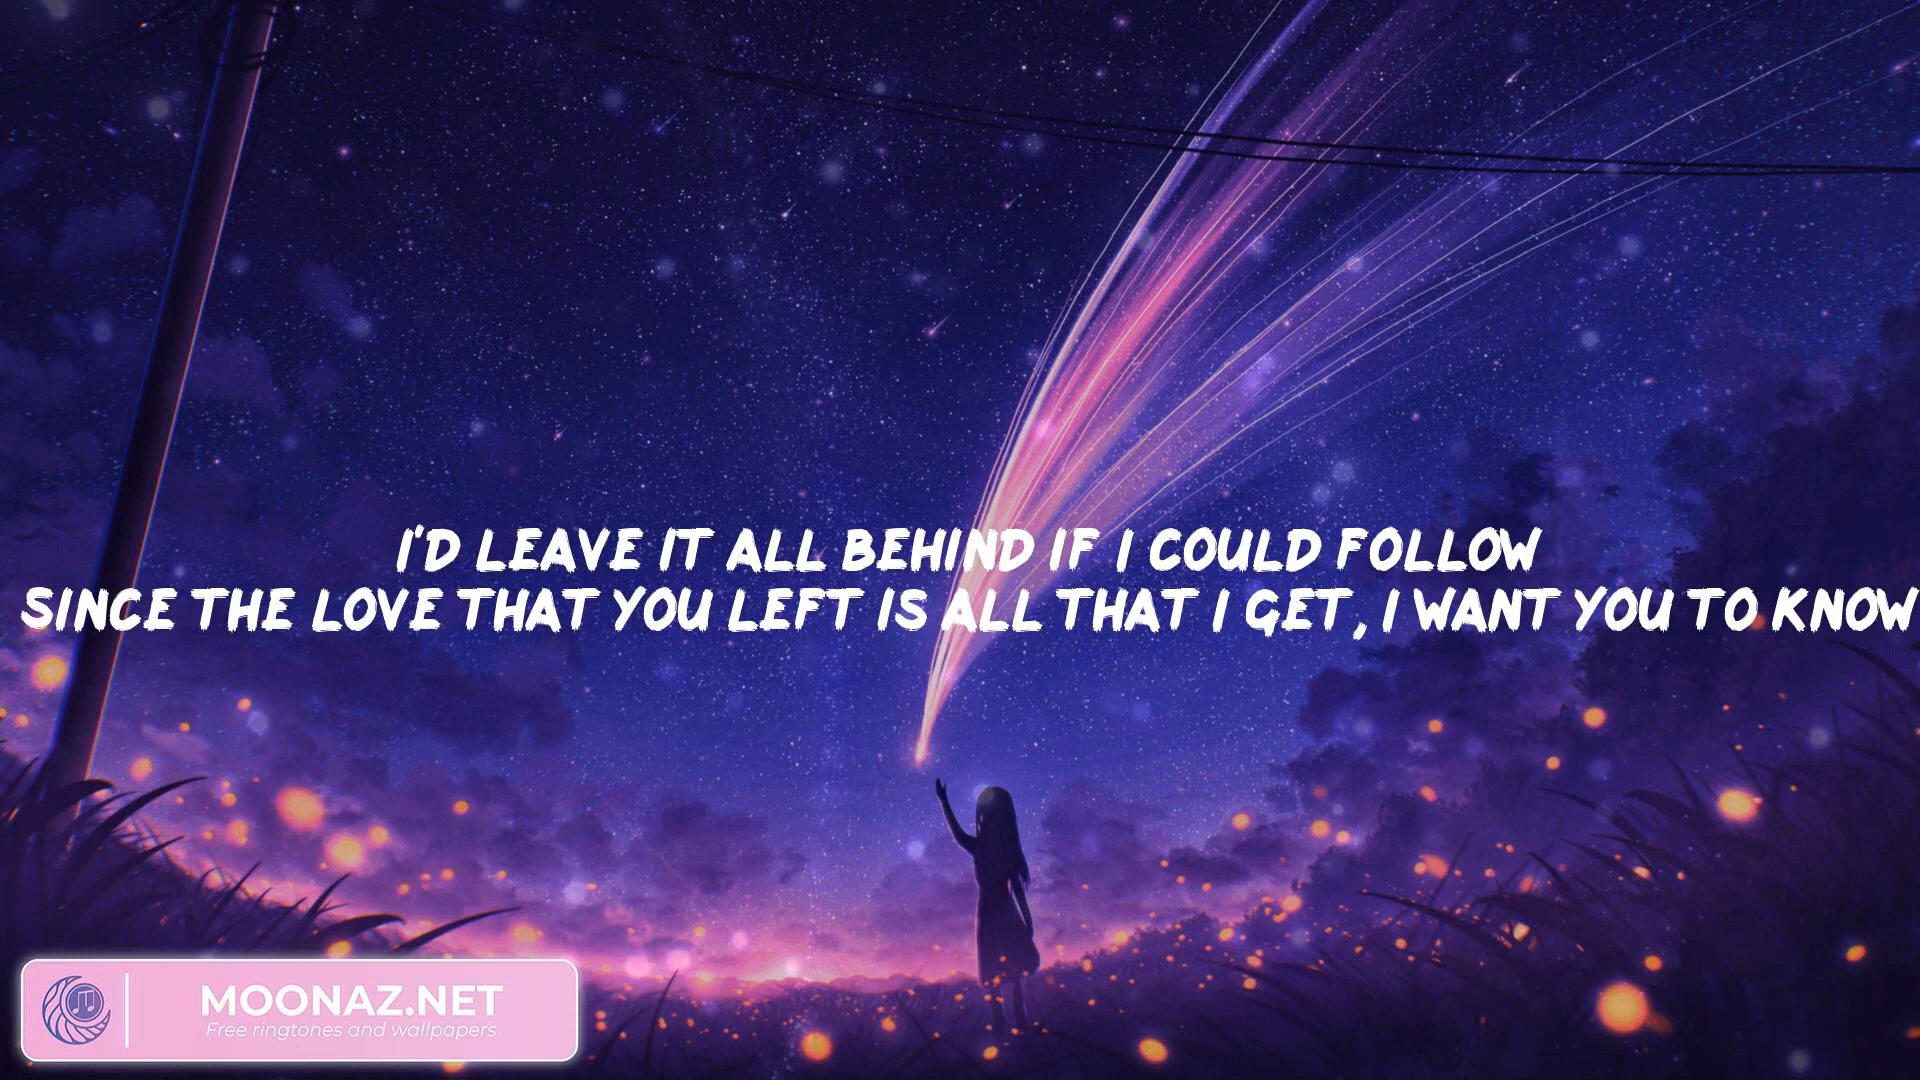 I'D LEAVE IT ALL BEHIND IF I COULD FOLLOW
SINCE THE LOVE THAT YOU LEFT IS ALL THAT I GET, I WANT YOU TO KNOW
MOONAZ.NET
Free ringtones and wallpapers